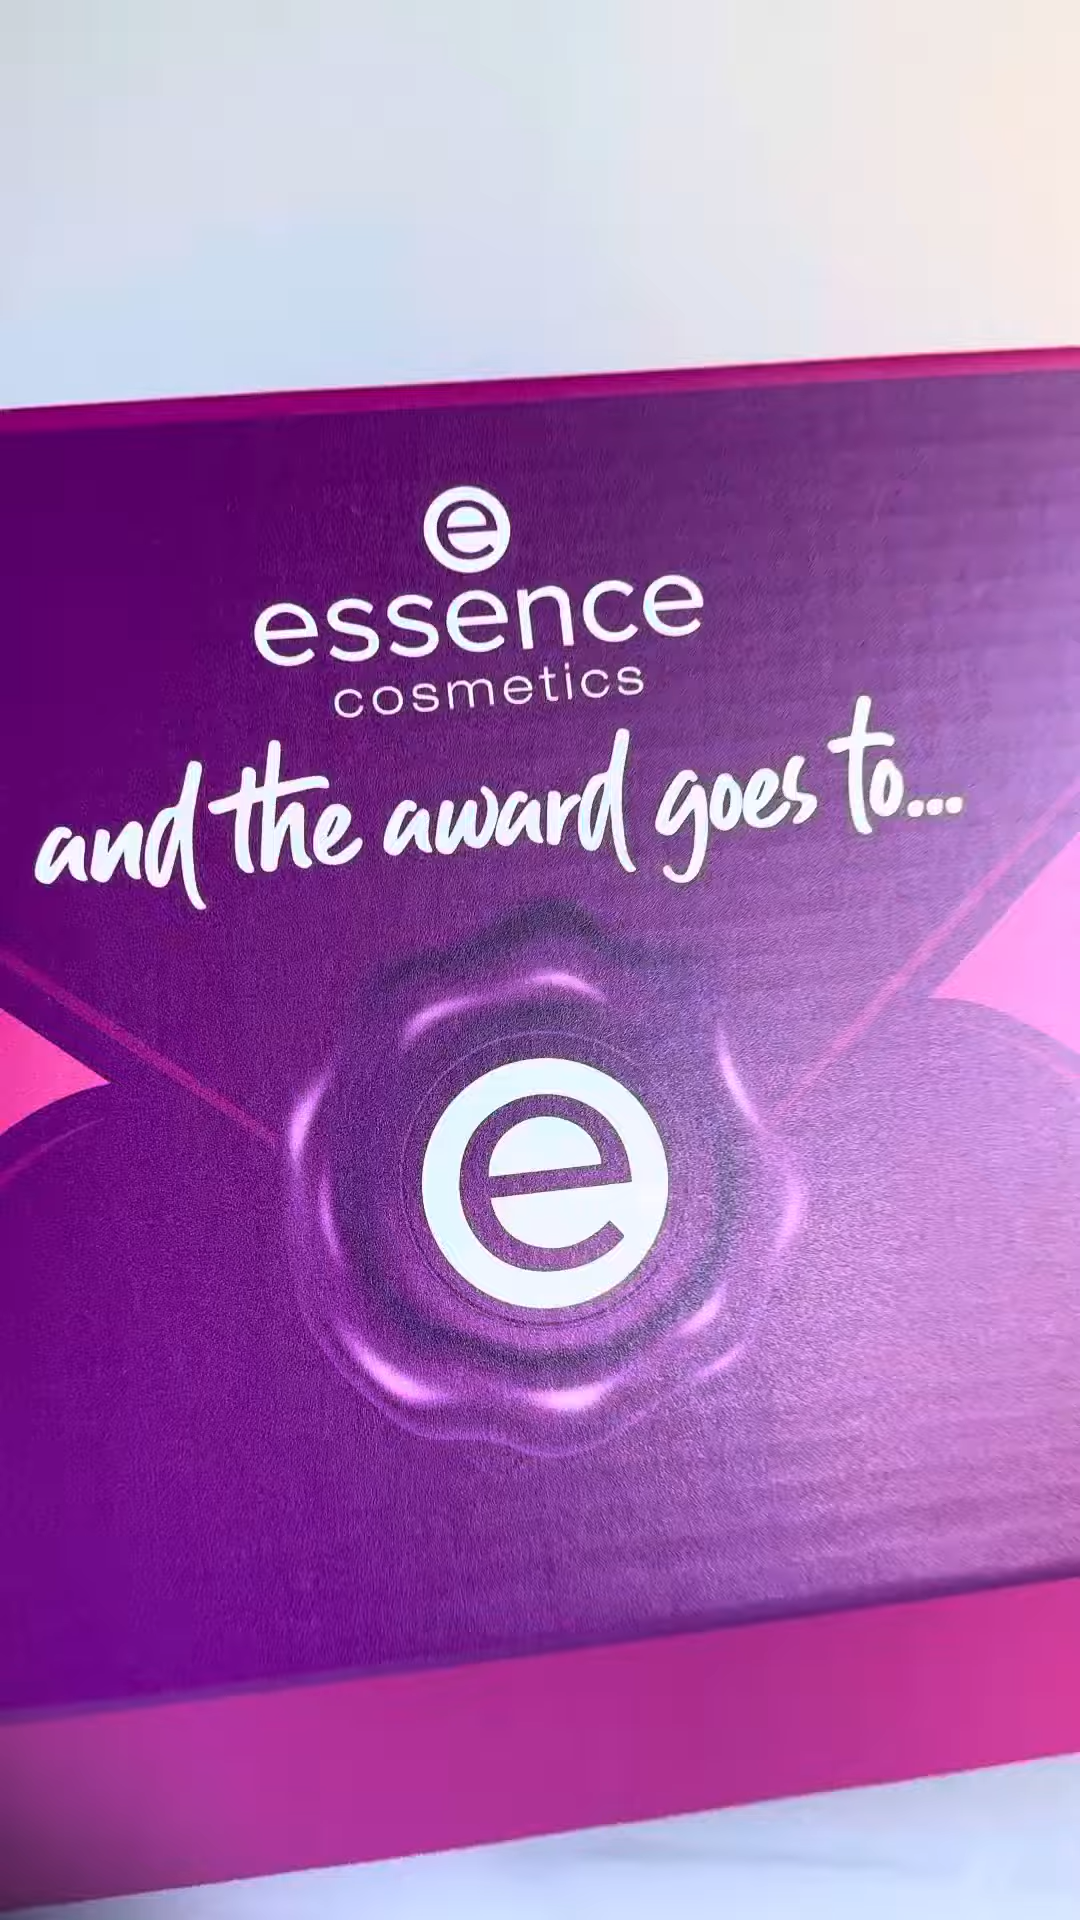 e
essence
cosmetics
and the award goes to...
e